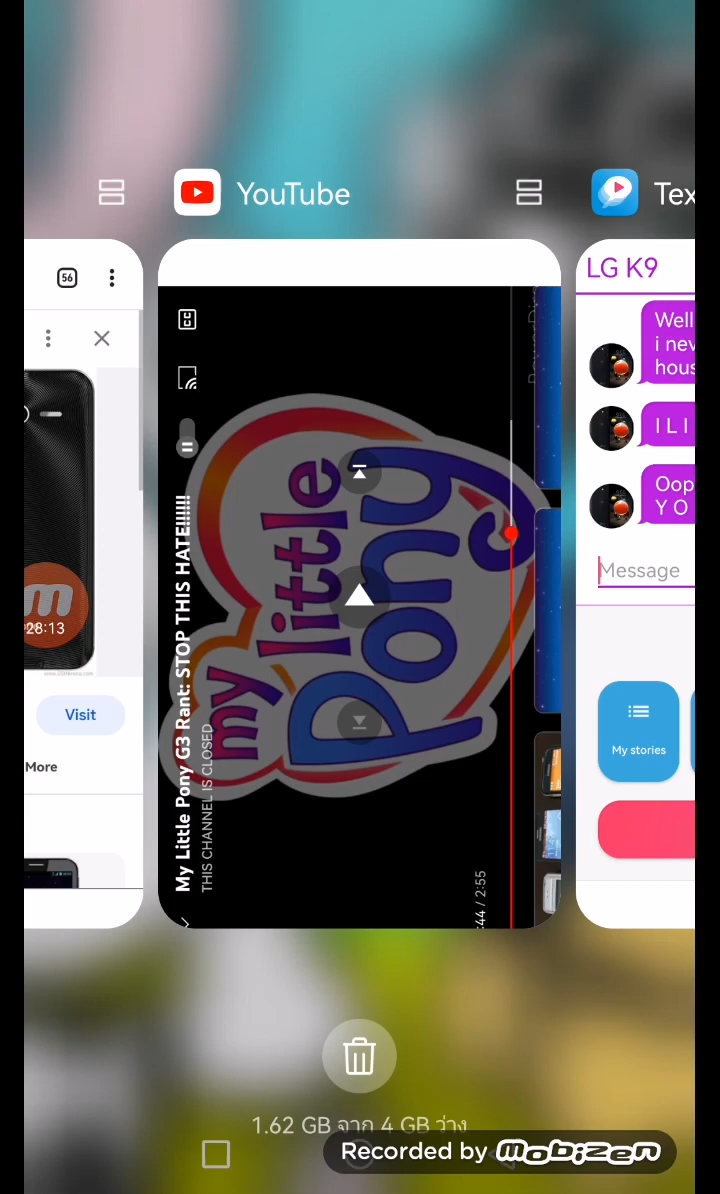 YouTube
Tex
56
LG K9
Well
i nev
hous
I L I
Oop
Y O
Message
My Little Pony G3 Rant: STOP THIS HATE!!!!!!
THIS CHANNEL IS CLOSED
my little
Pony
:44 / 2:55
28:13
Visit
More
My stories
1.62 GB จาก 4 GB ว่าง
Recorded by mobizen